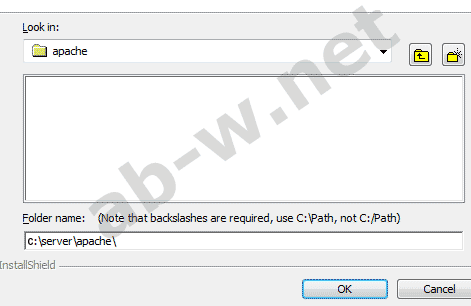 Look in:
apache
Folder name: (Note that backslashes are required, use C:\Path, not C:/Path)
c:\server\apache\
InstallShield
OK Cancel
ab-w.net